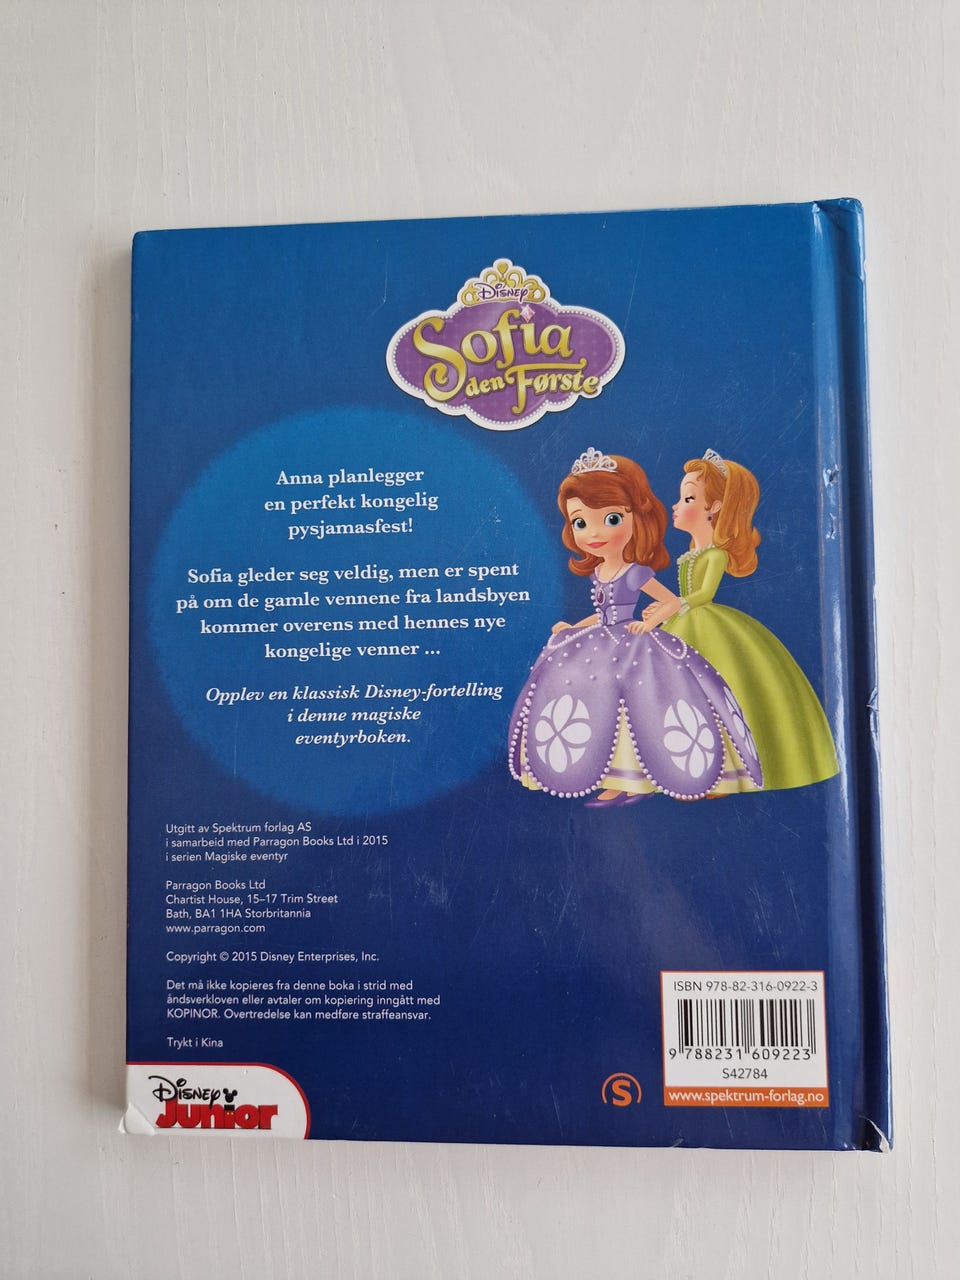 Disney
Sofia
den Første
Anna planlegger
en perfekt kongelig
pysjamasfest!
Sofia gleder seg veldig, men er spent
på om de gamle vennene fra landsbyen
kommer overens med hennes nye
kongelige venner ...
Opplev en klassisk Disney-fortelling
i denne magiske
eventyrboken.
Utgitt av Spektrum forlag AS
i samarbeid med Parragon Books Ltd i 2015
i serien Magiske eventyr
Parragon Books Ltd
Chartist House, 15–17 Trim Street
Bath, BA1 1HA Storbritannia
www.parragon.com
Copyright © 2015 Disney Enterprises, Inc.
Det må ikke kopieres fra denne boka i strid med
åndsverkloven eller avtaler om kopiering inngått med
KOPINOR. Overtredelse kan medføre straffeansvar.
Trykt i Kina
Disney
Junior
S
ISBN 978-82-316-0922-3
9 788231 609223
S42784
www.spektrum-forlag.no